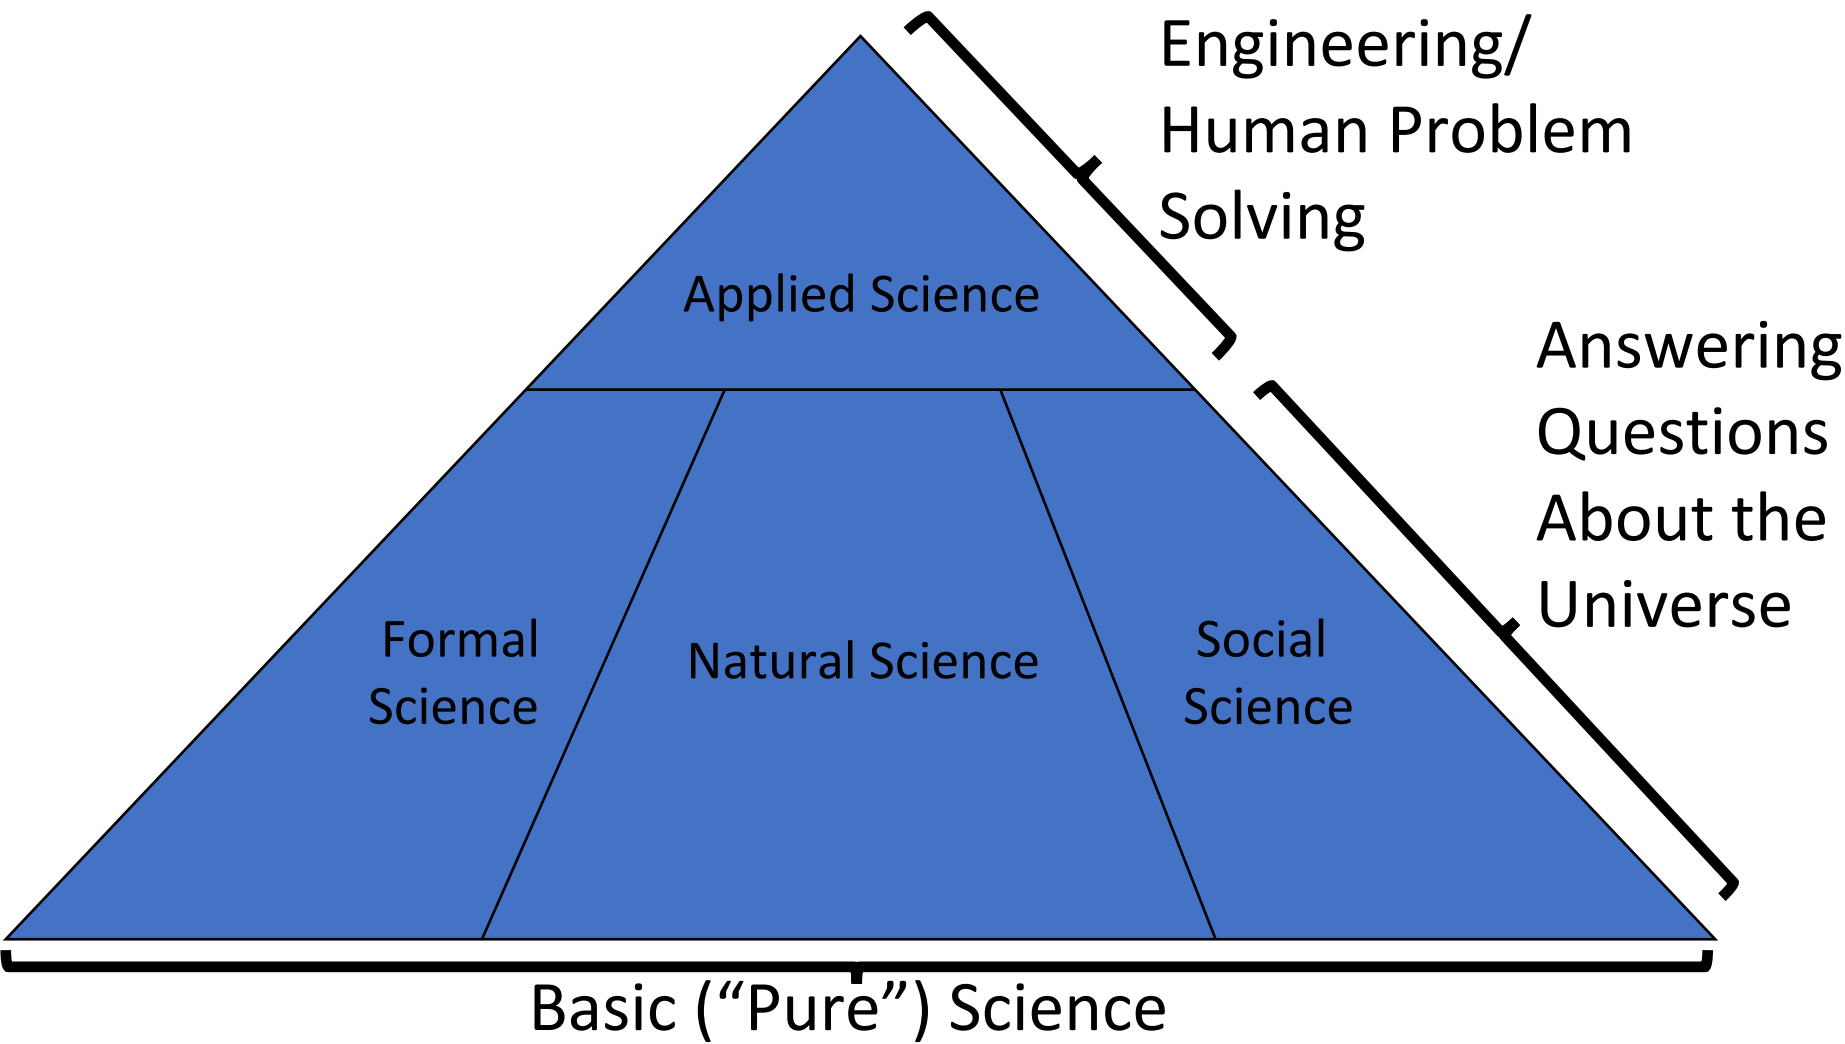 Engineering/
Human Problem
Solving
Applied Science
Answering
Questions
About the
Universe
Formal
Science
Natural Science
Social
Science
Basic (“Pure”) Science